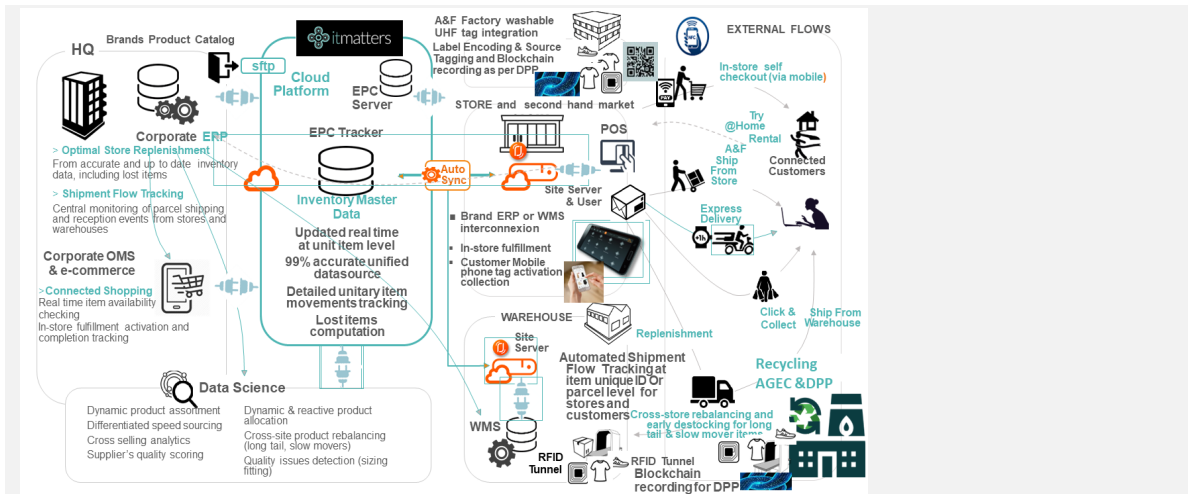 HQ
Brands Product Catalog
sftp
itmatters
Cloud
Platform
EPC
Server
Corporate ERP
> Optimal Store Replenishment
From accurate and up to date inventory
data, including lost items
> Shipment Flow Tracking
Central monitoring of parcel shipping
and reception events from stores and
warehouses
Corporate OMS
& e-commerce
>Connected Shopping
Real time item availability
checking
In-store fulfillment activation and
completion tracking
EPC Tracker
Inventory Master
Data
Updated real time
at unit item level
99% accurate unified
datasource
Detailed unitary item
movements tracking
Lost items
computation
Auto
Sync
Data Science
Dynamic product assortment
Differentiated speed sourcing
Cross selling analytics
Supplier's quality scoring
Dynamic & reactive product
allocation
Cross-site product rebalancing
(long tail, slow movers)
Quality issues detection (sizing
fitting)
A&F Factory washable
UHF tag integration
Label Encoding & Source
Tagging and Blockchain
recording as per DPP
STORE and second hand market
POS
Site Server
& User
■ Brand ERP or WMS
interconnexion
▪ In-store fulfillment
▪ Customer Mobile
phone tag activation
collection
WAREHOUSE
Site
Server
Automated Shipment
Flow Tracking at
item unique ID Or
parcel level for
stores and
customers
WMS
RFID
Tunnel
NFC
EXTERNAL FLOWS
In-store self
checkout (via mobile)
PAY
Try
@Home
Rental
A&F
Ship
From
Store
Connected
Customers
Express
Delivery
+1h
Click &
Collect
Ship From
Warehouse
Replenishment
Recycling
AGEC & DPP
Cross-store rebalancing and
early destocking for long
tail & slow mover items
RFID Tunnel
Blockchain
recording for DPP